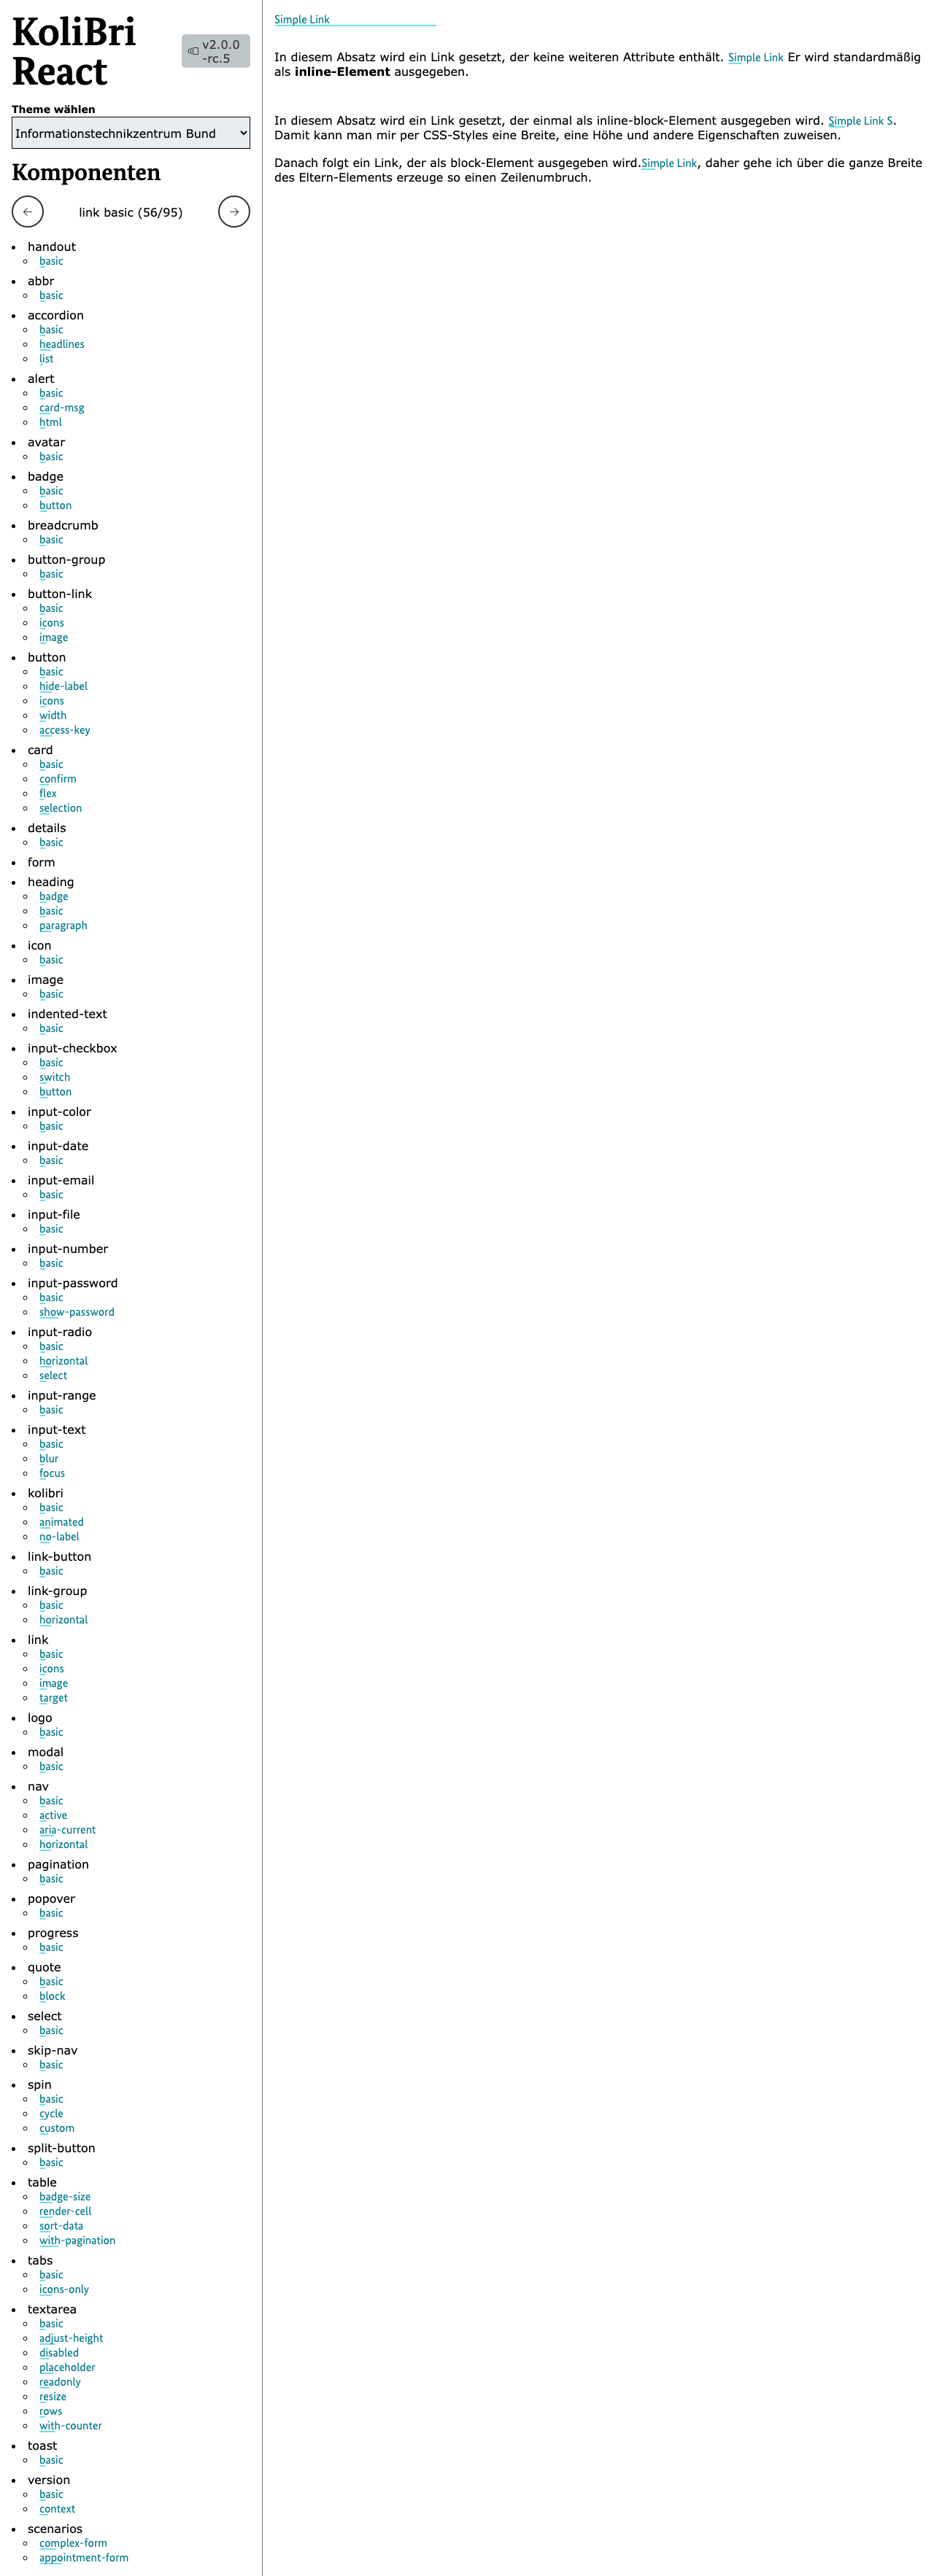 KoliBri
React
v2.0.0
-rc.5
Theme wählen
Informationstechnikzentrum Bund
Komponenten
link basic (56/95)
handout
basic
abbr
basic
accordion
basic
headlines
list
alert
basic
card-msg
html
avatar
basic
badge
basic
button
breadcrumb
basic
button-group
basic
button-link
basic
icons
image
button
basic
hide-label
icons
width
access-key
card
basic
confirm
flex
selection
details
basic
form
heading
badge
basic
paragraph
icon
basic
image
basic
indented-text
basic
input-checkbox
basic
switch
button
input-color
basic
input-date
basic
input-email
basic
input-file
basic
input-number
basic
input-password
basic
show-password
input-radio
basic
horizontal
select
input-range
basic
input-text
basic
blur
focus
kolibri
basic
animated
no-label
link-button
basic
link-group
basic
horizontal
link
basic
icons
image
target
logo
basic
modal
basic
nav
basic
active
aria-current
horizontal
pagination
basic
popover
basic
progress
basic
quote
basic
block
select
basic
skip-nav
basic
spin
basic
cycle
custom
split-button
basic
table
badge-size
render-cell
sort-data
with-pagination
tabs
basic
icons-only
textarea
basic
adjust-height
disabled
placeholder
readonly
resize
rows
with-counter
toast
basic
version
basic
context
scenarios
complex-form
appointment-form
Simple Link
In diesem Absatz wird ein Link gesetzt, der keine weiteren Attribute enthält. Simple Link Er wird standardmäßig
als inline-Element ausgegeben.
In diesem Absatz wird ein Link gesetzt, der einmal als inline-block-Element ausgegeben wird. Simple Link S.
Damit kann man mir per CSS-Styles eine Breite, eine Höhe und andere Eigenschaften zuweisen.
Danach folgt ein Link, der als block-Element ausgegeben wird.Simple Link, daher gehe ich über die ganze Breite
des Eltern-Elements erzeuge so einen Zeilenumbruch.